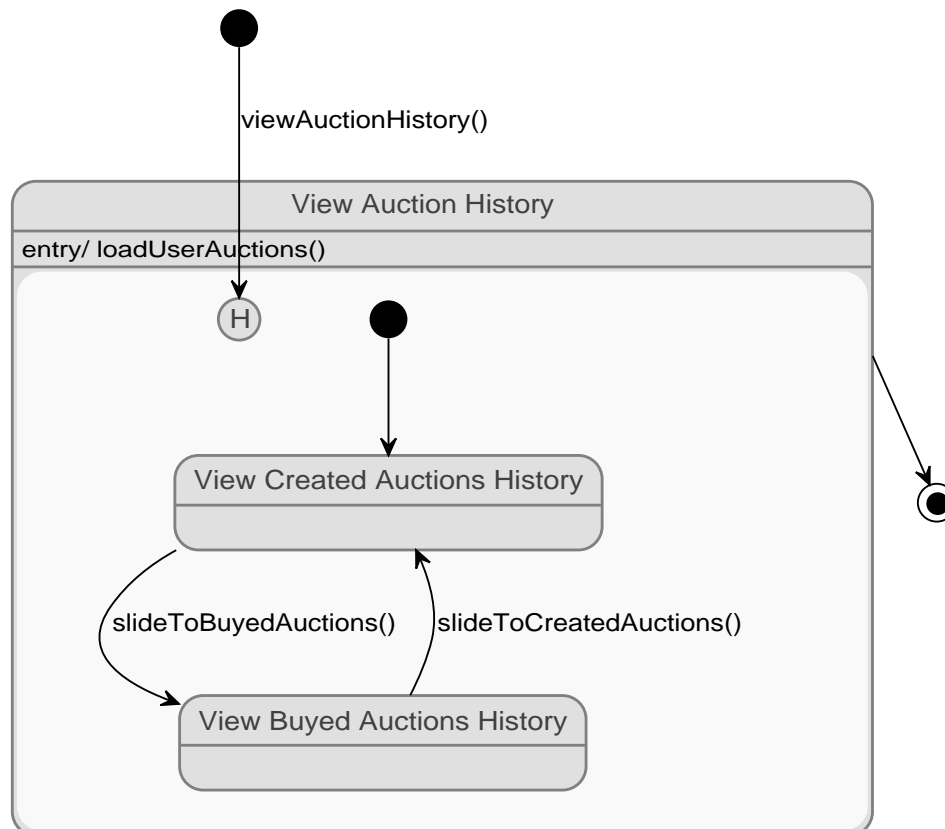 viewAuctionHistory()
View Auction History
entry/ loadUserAuctions()
H
View Created Auctions History
slideToBuyedAuctions()
slideToCreatedAuctions()
View Buyed Auctions History